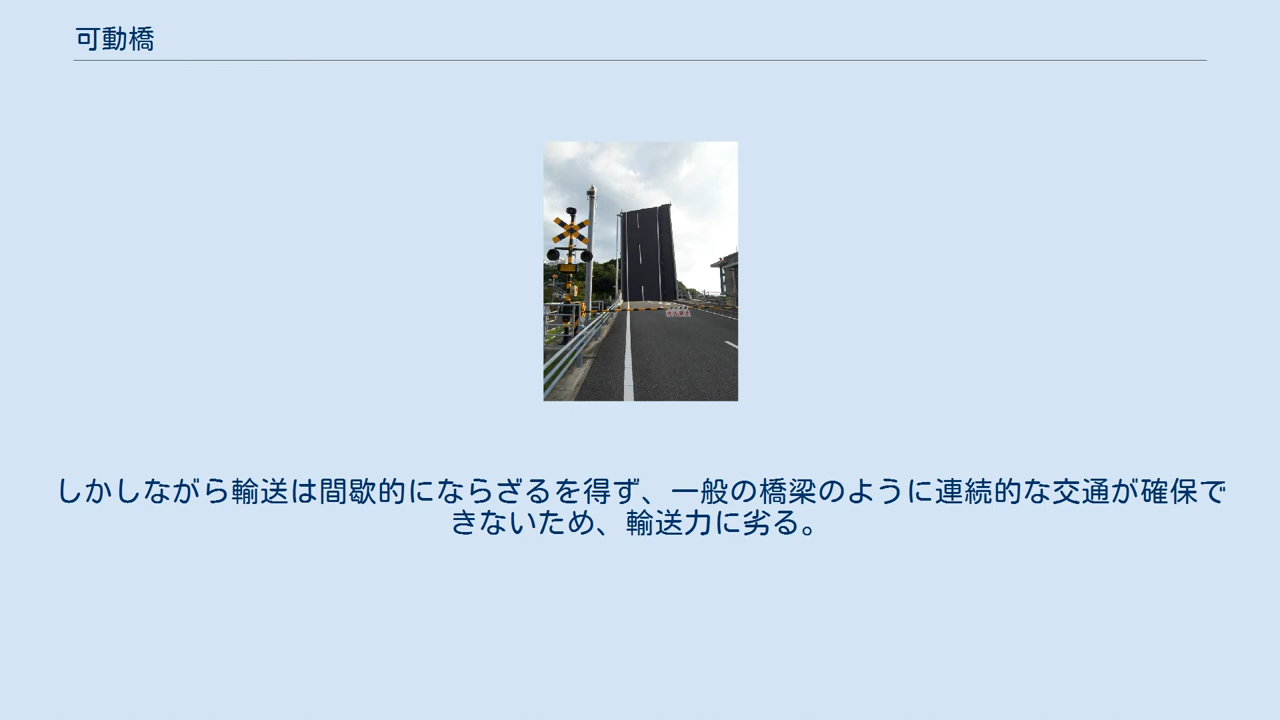 可動橋
しかしながら輸送は間歇的にならざるを得ず、一般の橋梁のように連続的な交通が確保で
きないため、輸送力に劣る。